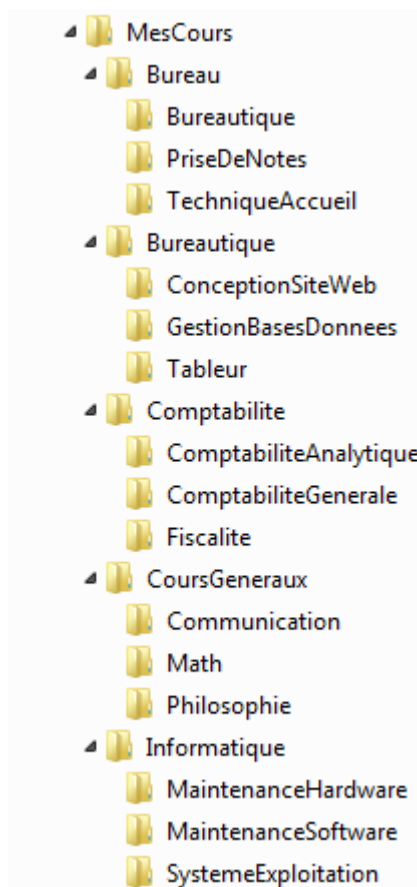 MesCours
Bureau
Bureautique
PriseDeNotes
TechniqueAccueil
Bureautique
ConceptionSiteWeb
GestionBasesDonnees
Tableur
Comptabilite
ComptabiliteAnalytique
ComptabiliteGenerale
Fiscalite
CoursGeneraux
Communication
Math
Philosophie
Informatique
MaintenanceHardware
MaintenanceSoftware
SystemeExploitation